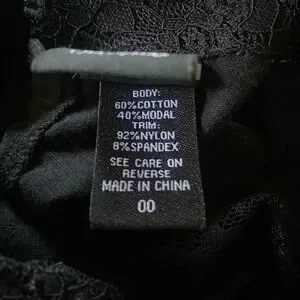 BODY:
60%COTTON
40%MODAL
TRIM:
92%NYLON
8%SPANDEX
SEE CARE ON
REVERSE
MADE IN CHINA
00